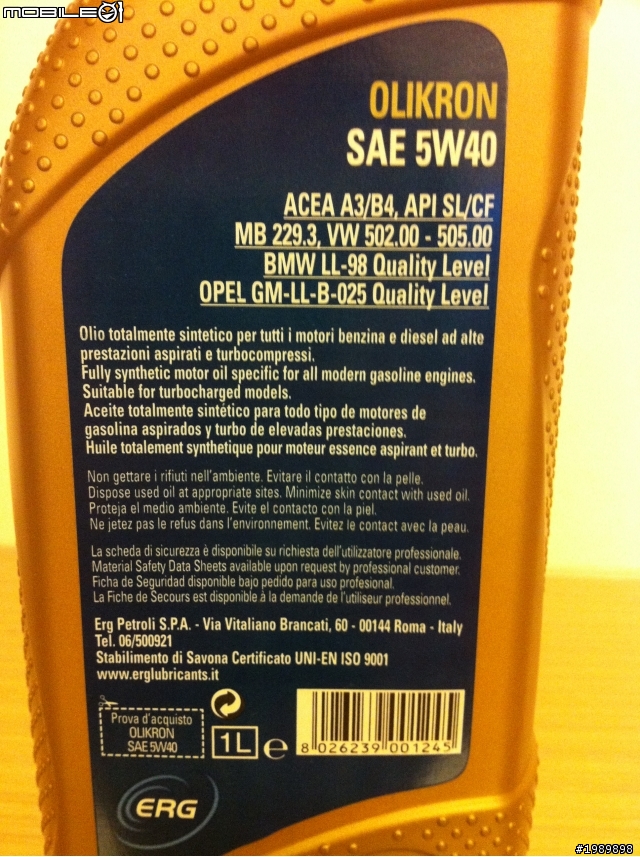 MOBILE01
OLIKRON
SAE 5W40
ACEA A3/B4, API SL/CF
MB 229.3, VW 502.00 - 505.00
BMW LL-98 Quality Level
OPEL GM-LL-B-025 Quality Level
Olio totalmente sintetico per tutti i motori benzina e diesel ad alte
prestazioni aspirati e turbocompressi.
Fully synthetic motor oil specific for all modern gasoline engines.
Suitable for turbocharged models.
Aceite totalmente sintético para todo tipo de motores de
gasolina aspirados y turbo de elevadas prestaciones.
Huile totalement synthetique pour moteur essence aspirant et turbo.
Non gettare i rifiuti nell'ambiente. Evitare il contatto con la pelle.
Dispose used oil at appropriate sites. Minimize skin contact with used oil.
Proteja el medio ambiente. Evite el contacto con la piel.
Ne jetez pas le refus dans l'environnement. Evitez le contact avec la peau.
La scheda di sicurezza è disponibile su richiesta dell'utilizzatore professionale.
Material Safety Data Sheets available upon request by professional customer.
Ficha de Seguridad disponible bajo pedido para uso profesional.
La Fiche de Secours est disponible à la demande de l'utiliseur professionnel.
Erg Petroli S.P.A. - Via Vitaliano Brancati, 60 - 00144 Roma - Italy
Tel. 06/500921
Stabilimento di Savona Certificato UNI-EN ISO 9001
www.erglubricants.it
Prova d'acquisto
OLIKRON
SAE 5W40
1L e
8 026239 001245
ERG
#1989898